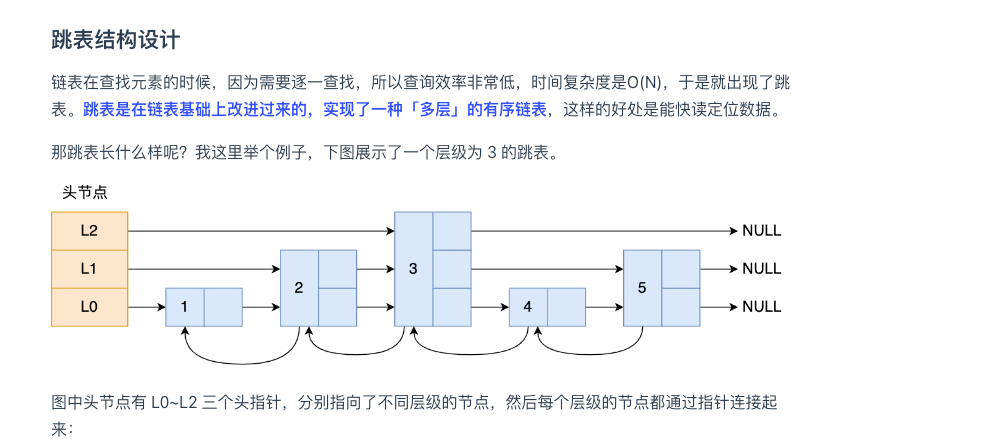 跳表结构设计
链表在查找元素的时候，因为需要逐一查找，所以查询效率非常低，时间复杂度是O(N)，于是就出现了跳
表。跳表是在链表基础上改进过来的，实现了一种「多层」的有序链表，这样的好处是能快读定位数据。
那跳表长什么样呢？我这里举个例子，下图展示了一个层级为 3 的跳表。
头节点
L2
NULL
L1
3
NULL
2
5
L0
1
4
NULL
图中头节点有 L0~L2 三个头指针，分别指向了不同层级的节点，然后每个层级的节点都通过指针连接起
来：